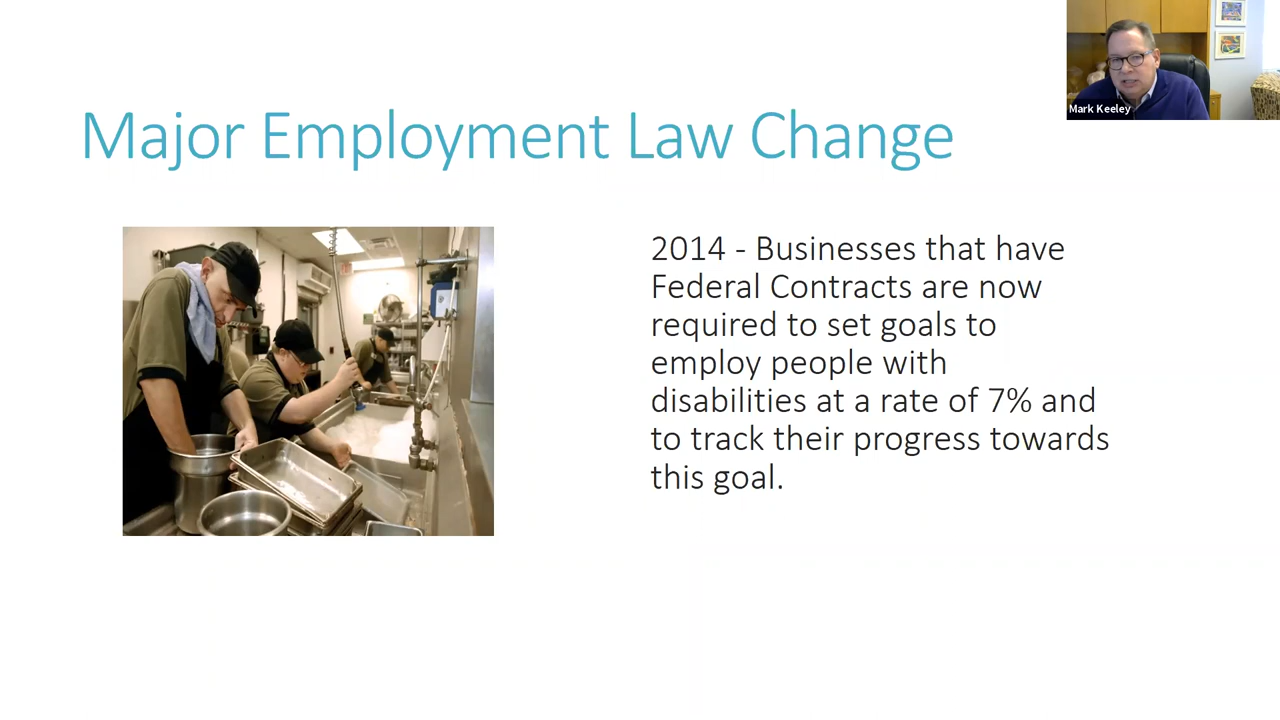 Mark Keeley
Major Employment Law Change
2014 - Businesses that have
Federal Contracts are now
required to set goals to
employ people with
disabilities at a rate of 7% and
to track their progress towards
this goal.